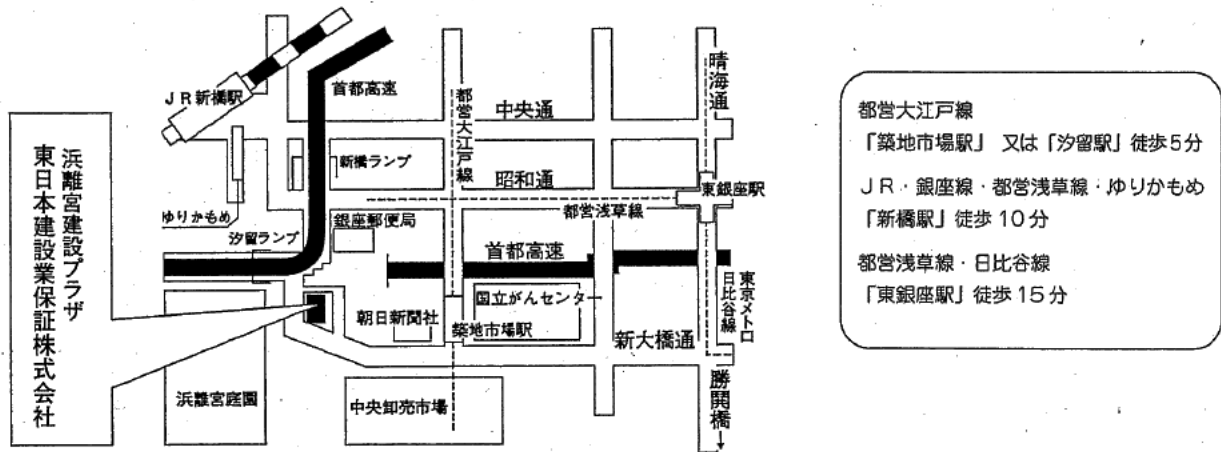 浜離宮建設プラザ
東日本建設業保証株式会社
JR新橋駅
首都高速
都営大江戸線
中央通
晴海通
新橋ランプ
昭和通
東銀座駅
ゆりかもめ
汐留ランプ
銀座郵便局
都営浅草線
首都高速
東京メトロ
日比谷線
国立がんセンター
朝日新聞社
築地市場駅
新大橋通
浜離宮庭園
中央卸売市場
勝鬨橋
都営大江戸線
「築地市場駅」又は「汐留駅」徒歩5分
JR・銀座線・都営浅草線・ゆりかもめ
「新橋駅」徒歩10分
都営浅草線・日比谷線
「東銀座駅」徒歩15分